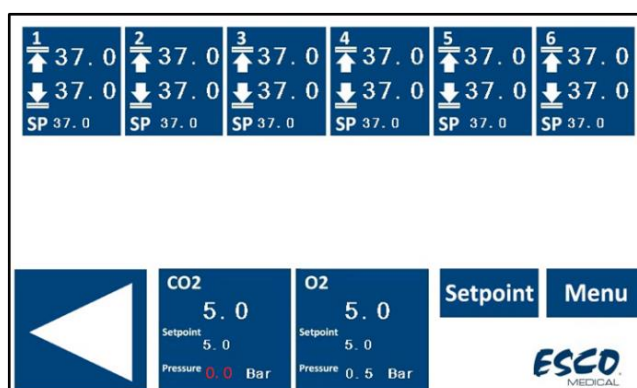 1 2 3 4 5 6
37.0 37.0 37.0 37.0 37.0 37.0
37.0 37.0 37.0 37.0 37.0 37.0
SP 37.0 SP 37.0 SP 37.0 SP 37.0 SP 37.0 SP 37.0
CO2
5.0
Setpoint
5.0
Pressure 0.0 Bar
O2
5.0
Setpoint
5.0
Pressure 0.5 Bar
Setpoint
Menu
ESCO
MEDICAL